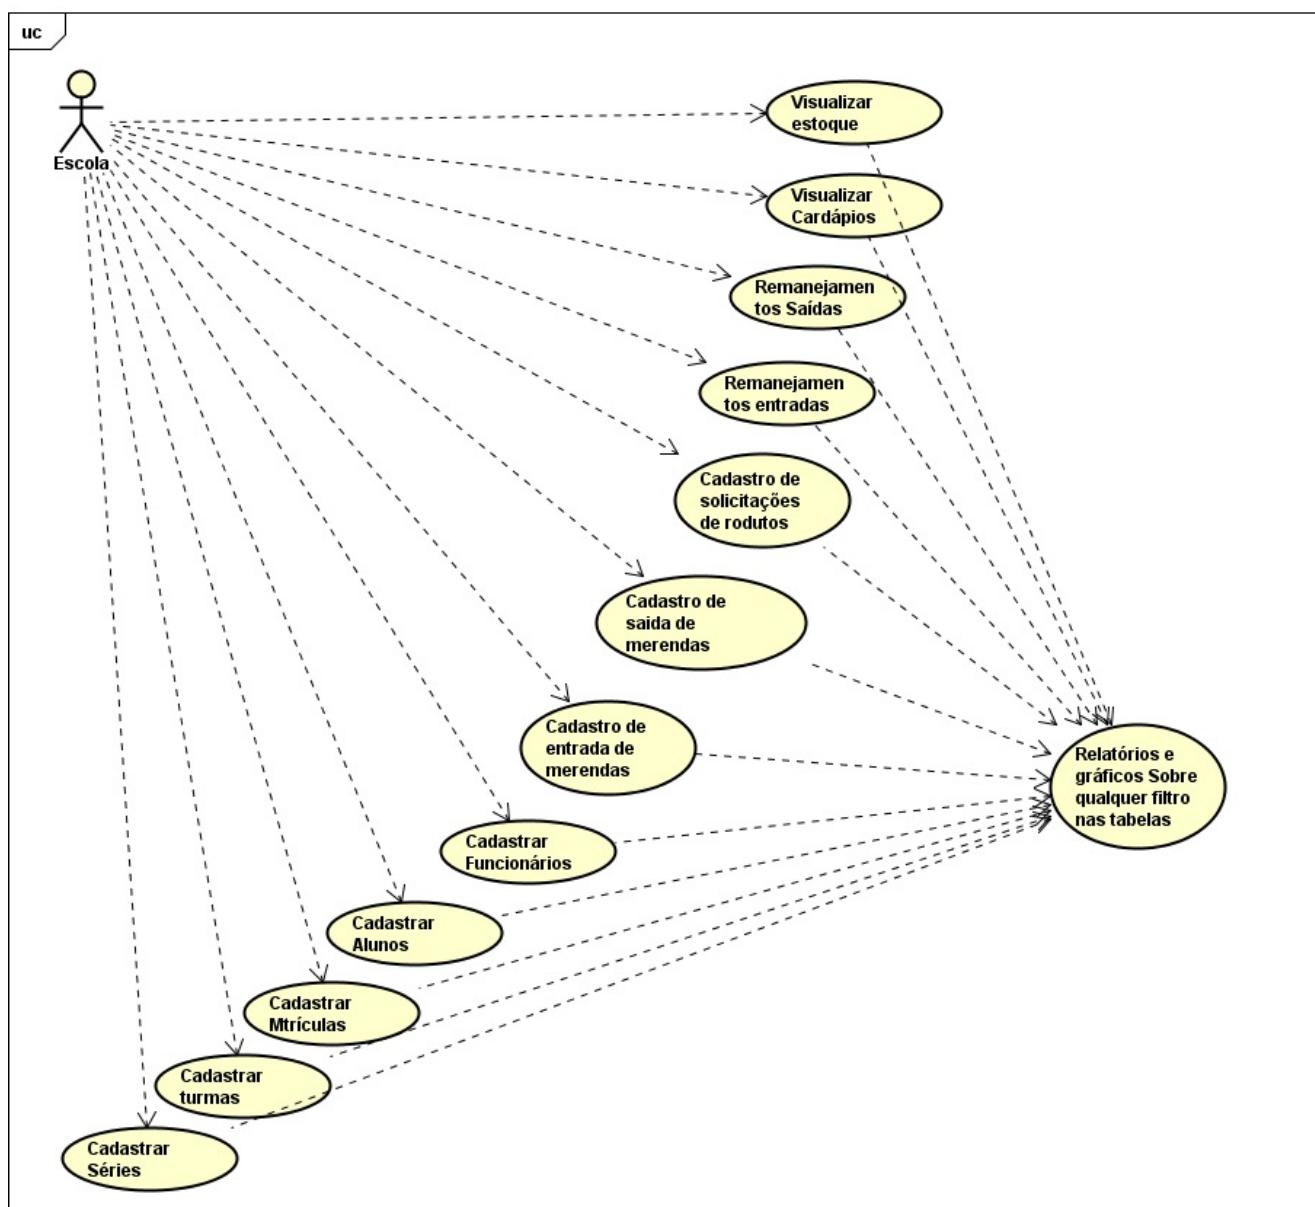 uc
Escola
Visualizar
estoque
Visualizar
Cardápios
Remanejamen
tos Saídas
Remanejamen
tos entradas
Cadastro de
solicitações
de rodutos
Cadastro de
saida de
merendas
Cadastro de
entrada de
merendas
Relatórios e
gráficos Sobre
qualquer filtro
nas tabelas
Cadastrar
Funcionários
Cadastrar
Alunos
Cadastrar
Mtrículas
Cadastrar
turmas
Cadastrar
Séries